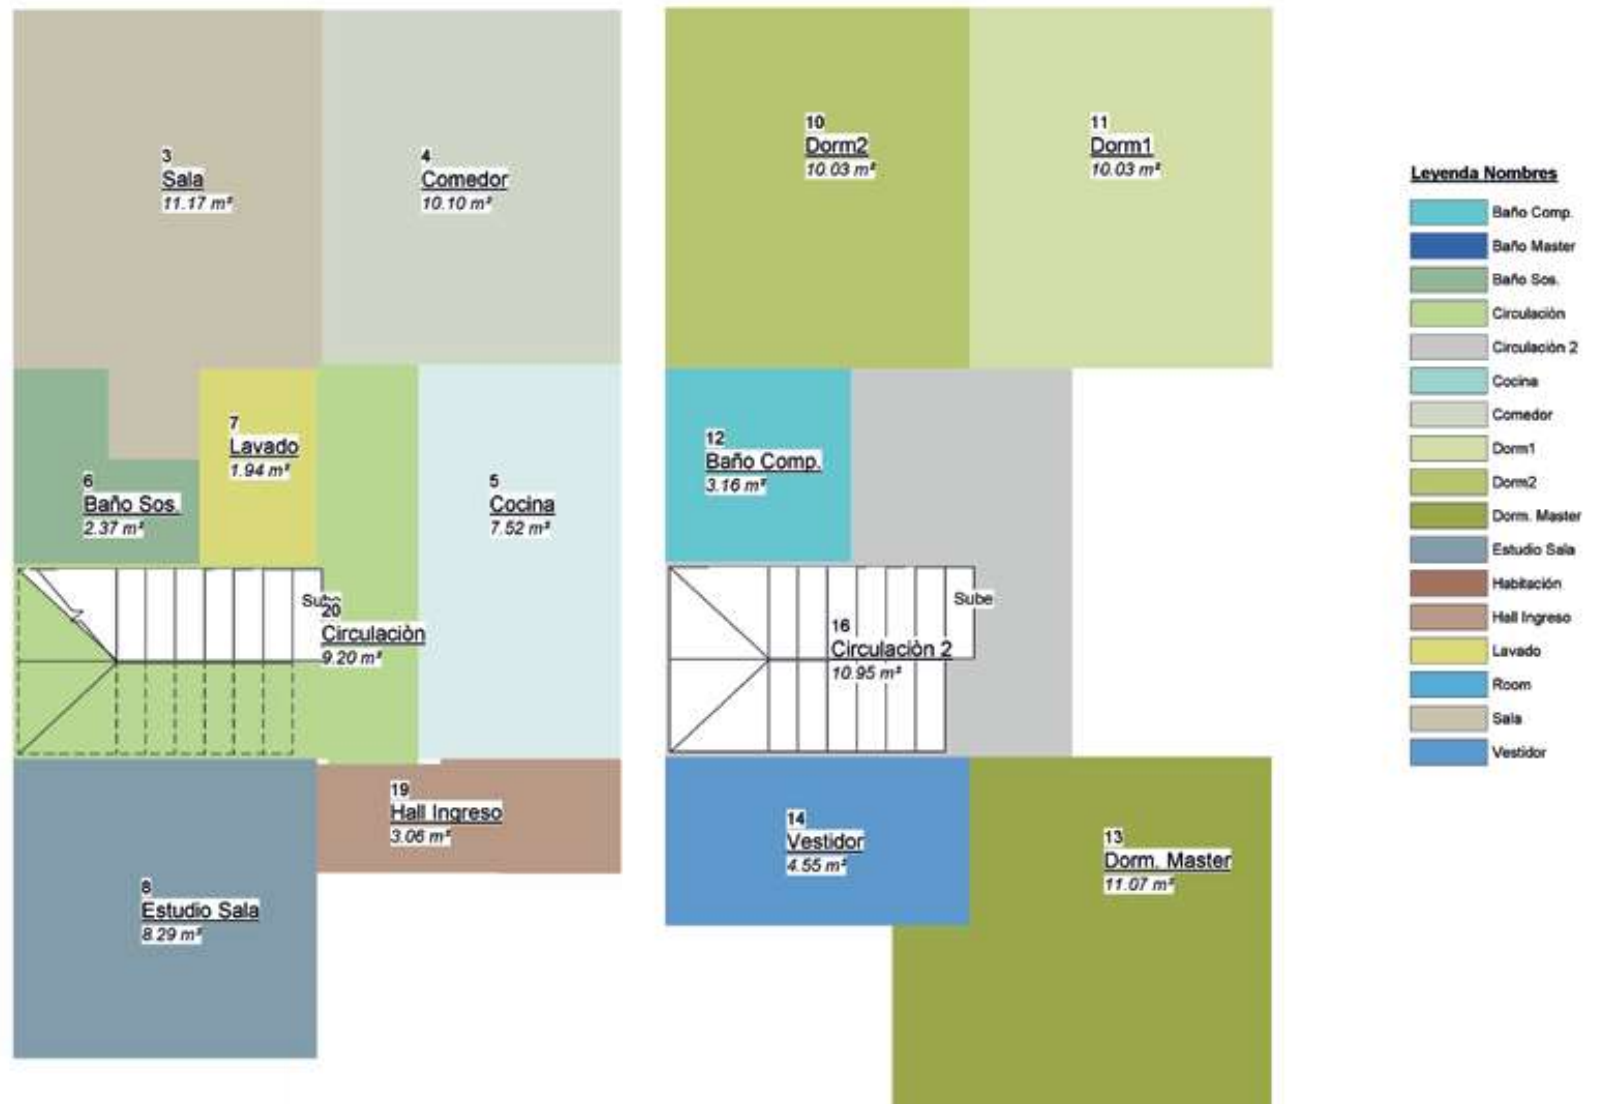 3
Sala
11.17 m²
4
Comedor
10.10 m²
7
Lavado
1.94 m²
6
Baño Sos.
2.37 m²
5
Cocina
7.52 m²
Sube
20
Circulaciòn
9.20 m²
19
Hall Ingreso
3.06 m²
8
Estudio Sala
8.29 m²
10
Dorm2
10.03 m²
11
Dorm1
10.03 m²
12
Baño Comp.
3.16 m²
Sube
16
Circulaciòn 2
10.95 m²
14
Vestidor
4.55 m²
13
Dorm. Master
11.07 m²
Leyenda Nombres
Baño Comp.
Baño Master
Baño Sos.
Circulaciòn
Circulaciòn 2
Cocina
Comedor
Dorm1
Dorm2
Dorm. Master
Estudio Sala
Habitación
Hall Ingreso
Lavado
Room
Sala
Vestidor